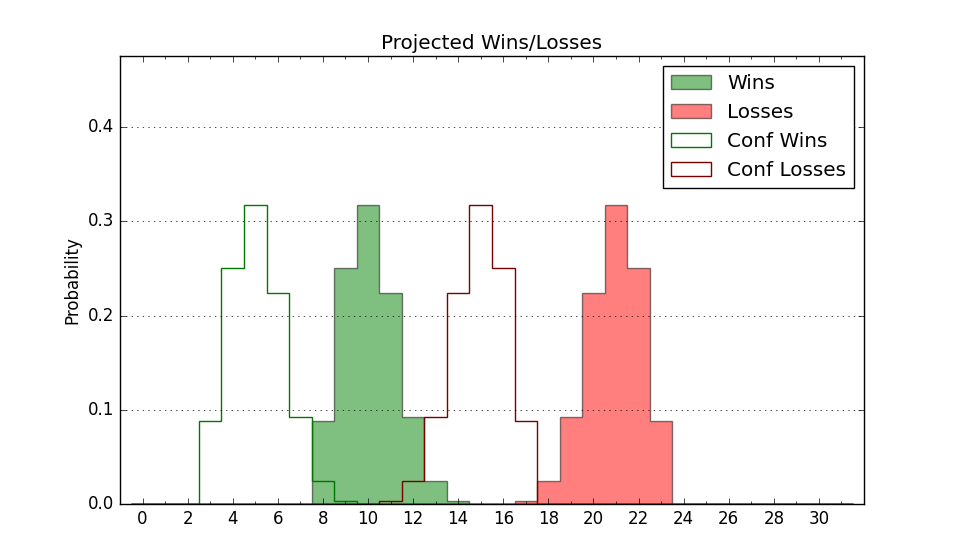 Projected Wins/Losses
Wins
Losses
Conf Wins
Conf Losses
Probability
0.4
0.3
0.2
0.1
0.0
0 2 4 6 8 10 12 14 16 18 20 22 24 26 28 30